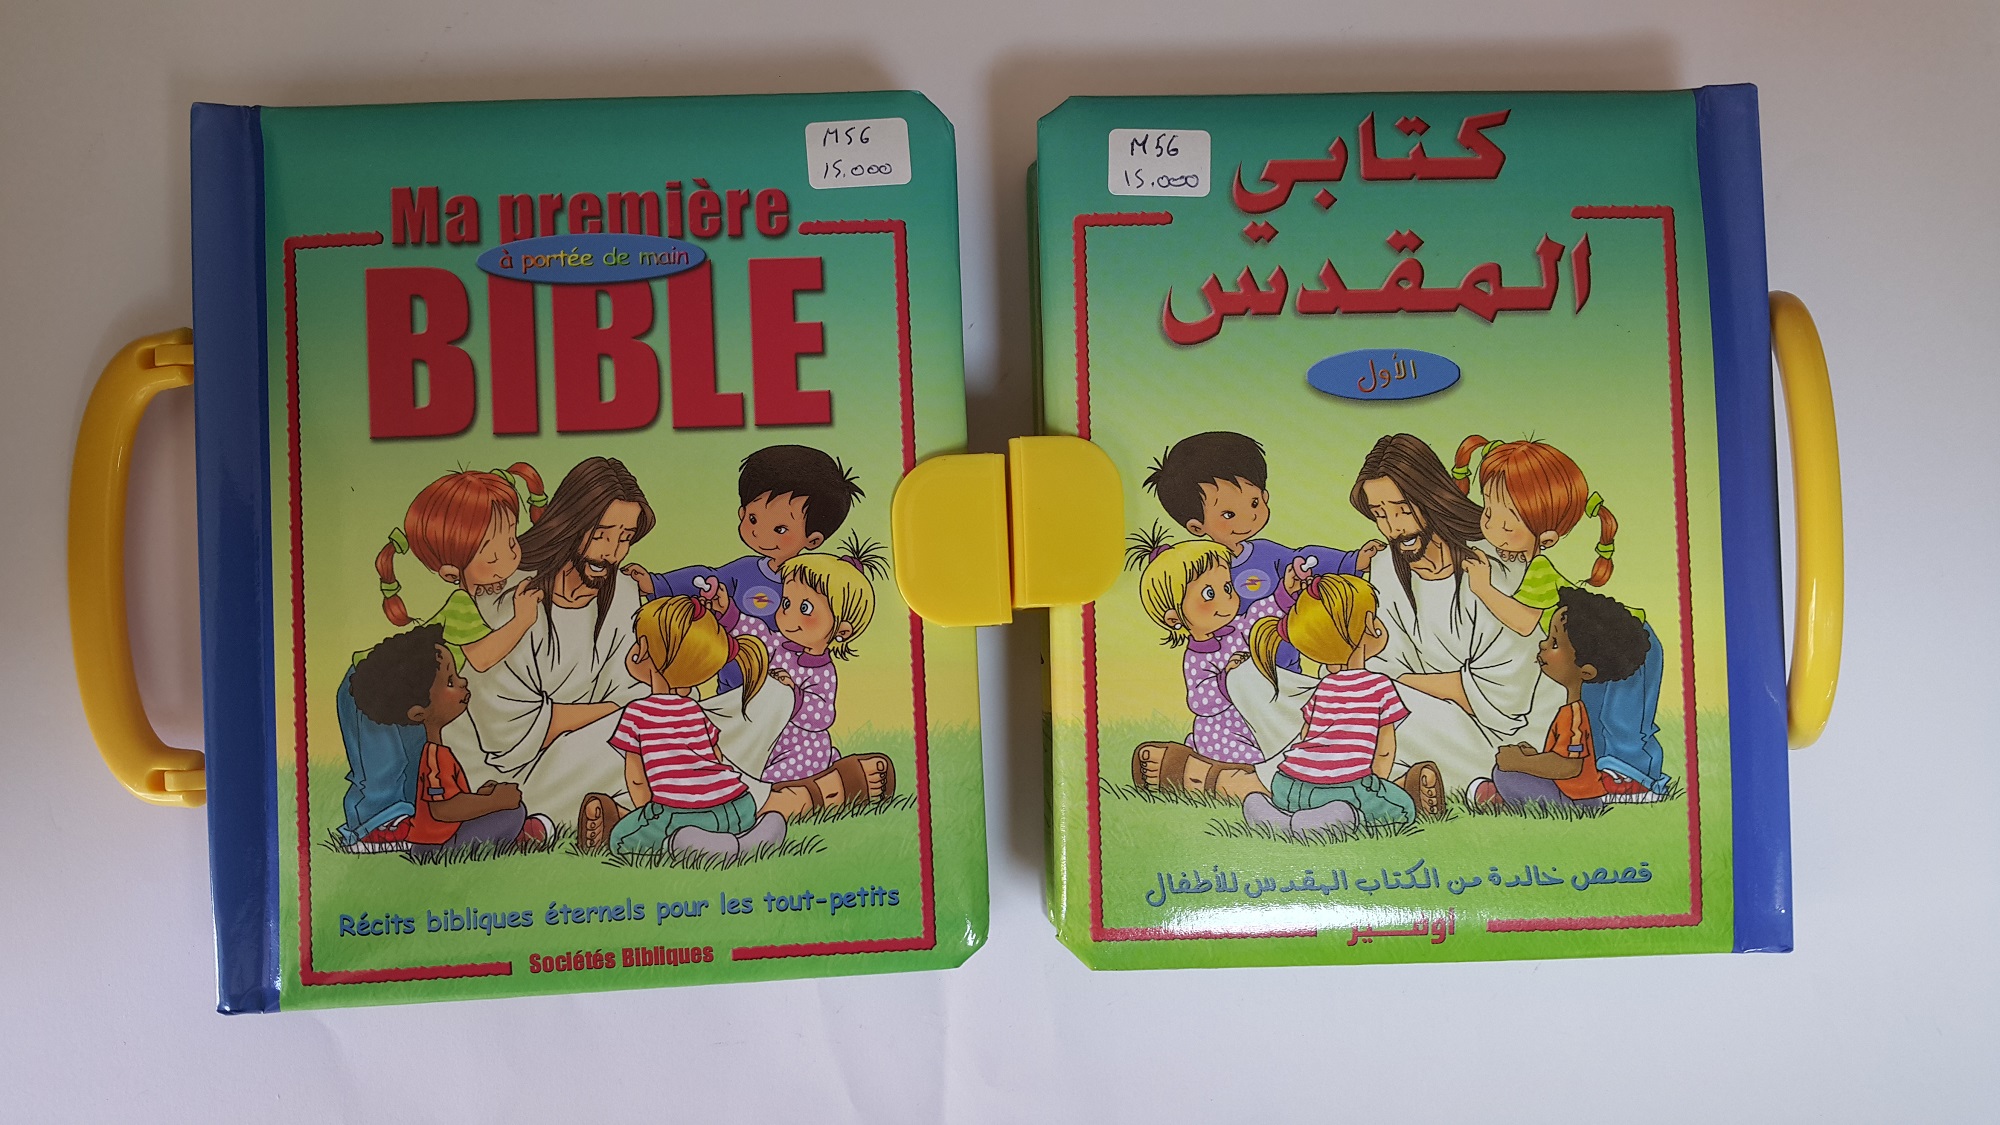 M56
15.000
Ma première
à portée de main
BIBLE
Récits bibliques éternels pour les tout-petits
Sociétés Bibliques
M56
15.000
كتابي
المقدس
الأول
قصص خالدة من الكتاب المقدس للأطفال
أوفير